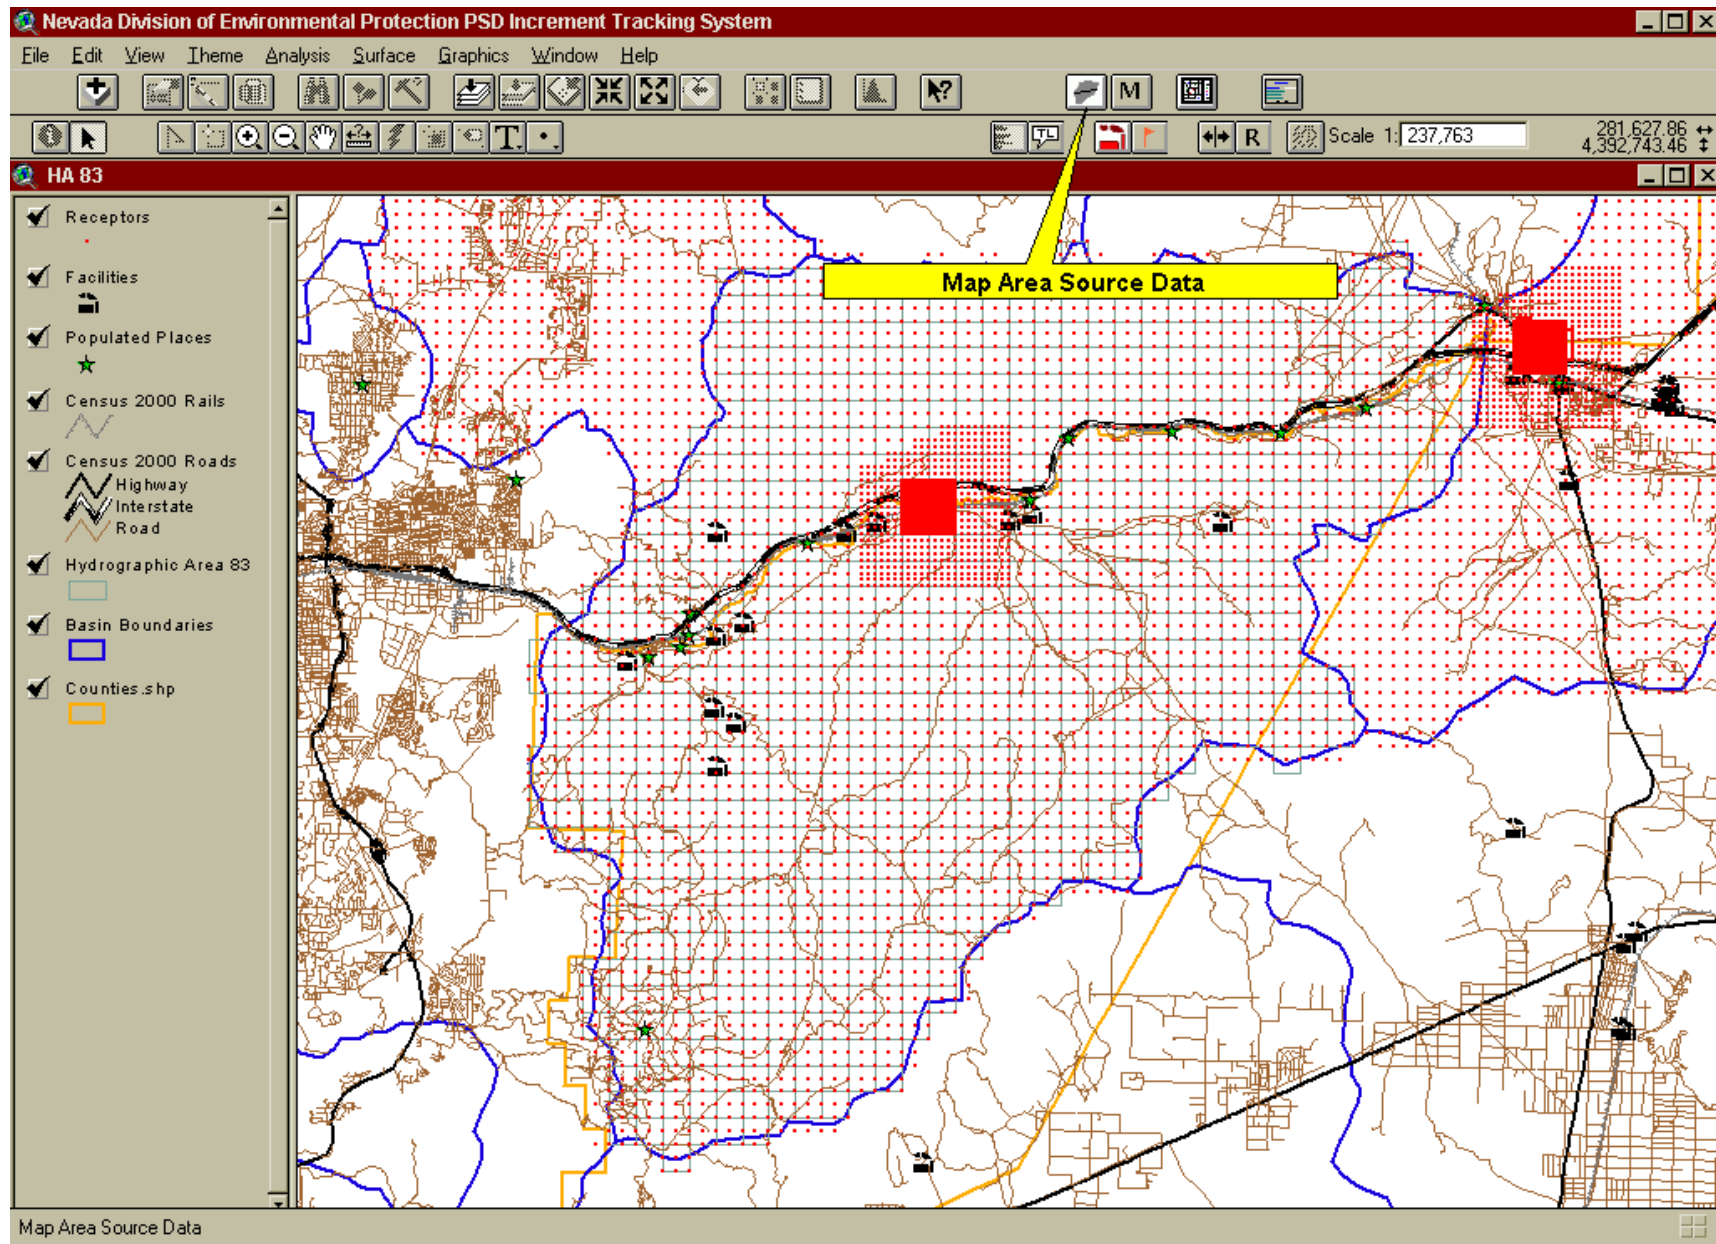 Nevada Division of Environmental Protection PSD Increment Tracking System
File Edit View Theme Analysis Surface Graphics Window Help
M
T TL R Scale 1: 237,763 281,627.86
4,392,743.46
HA 83
Receptors
Facilities
Populated Places
Census 2000 Rails
Census 2000 Roads
Highway
Interstate
Road
Hydrographic Area 83
Basin Boundaries
Counties.shp
Map Area Source Data
Map Area Source Data